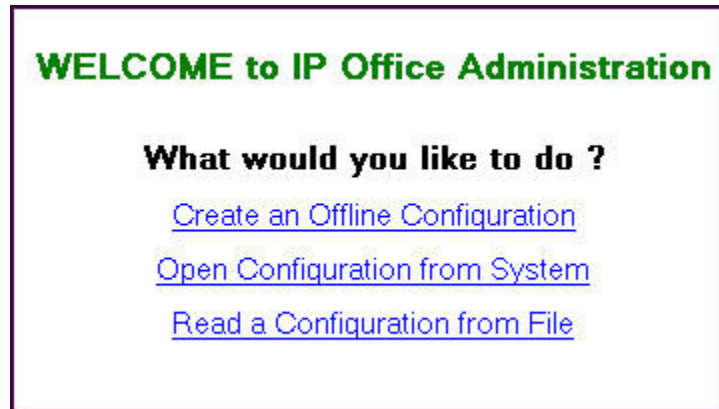 WELCOME to IP Office Administration
What would you like to do ?
Create an Offline Configuration
Open Configuration from System
Read a Configuration from File